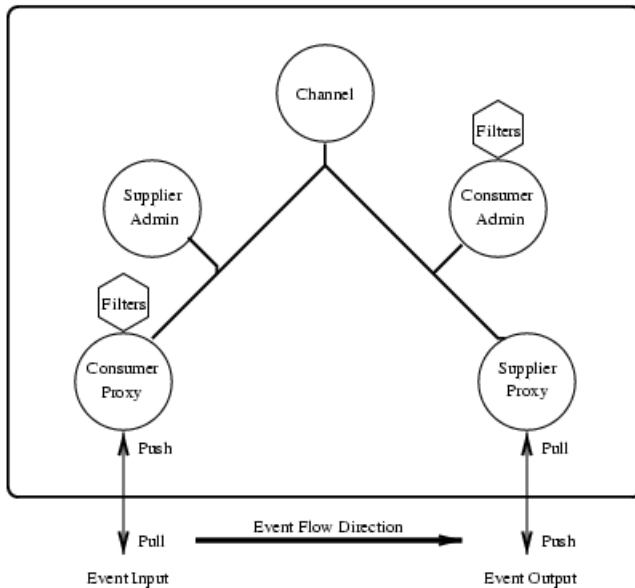 Channel
Filters
Supplier
Admin
Consumer
Admin
Filters
Consumer
Proxy
Supplier
Proxy
Push
Pull
Event Flow Direction
Pull
Push
Event Input
Event Output